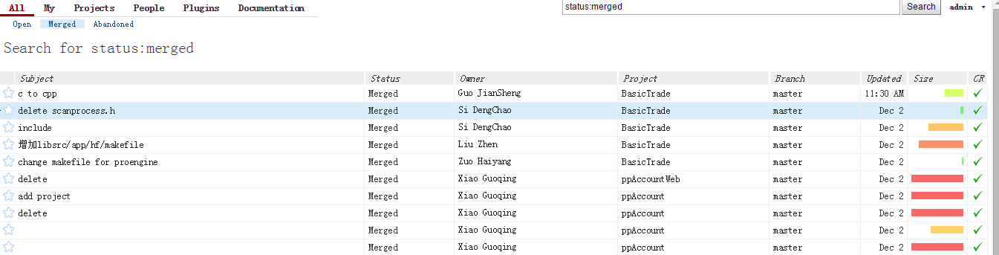 All My Projects People Plugins Documentation status:merged Search admin
Open Merged Abandoned
Search for status:merged
Subject Status Owner Project Branch Updated Size CR
c to cpp Merged Guo JianSheng BasicTrade master 11:30 AM
delete scanprocess.h Merged Si DengChao BasicTrade master Dec 2
include Merged Si DengChao BasicTrade master Dec 2
增加libsrc/app/hf/makefile Merged Liu Zhen BasicTrade master Dec 2
change makefile for proengine Merged Zuo Haiyang BasicTrade master Dec 2
delete Merged Xiao Guoqing ppAccountWeb master Dec 2
add project Merged Xiao Guoqing ppAccount master Dec 2
delete Merged Xiao Guoqing ppAccount master Dec 2
Merged Xiao Guoqing ppAccount master Dec 2
Merged Xiao Guoqing ppAccount master Dec 2